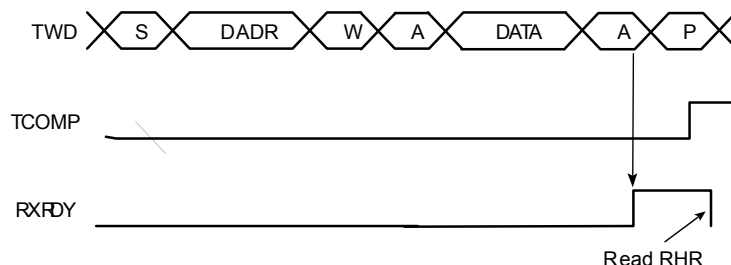 TWD S DADR W A DATA A P
TCOMP
RXRDY
Read RHR